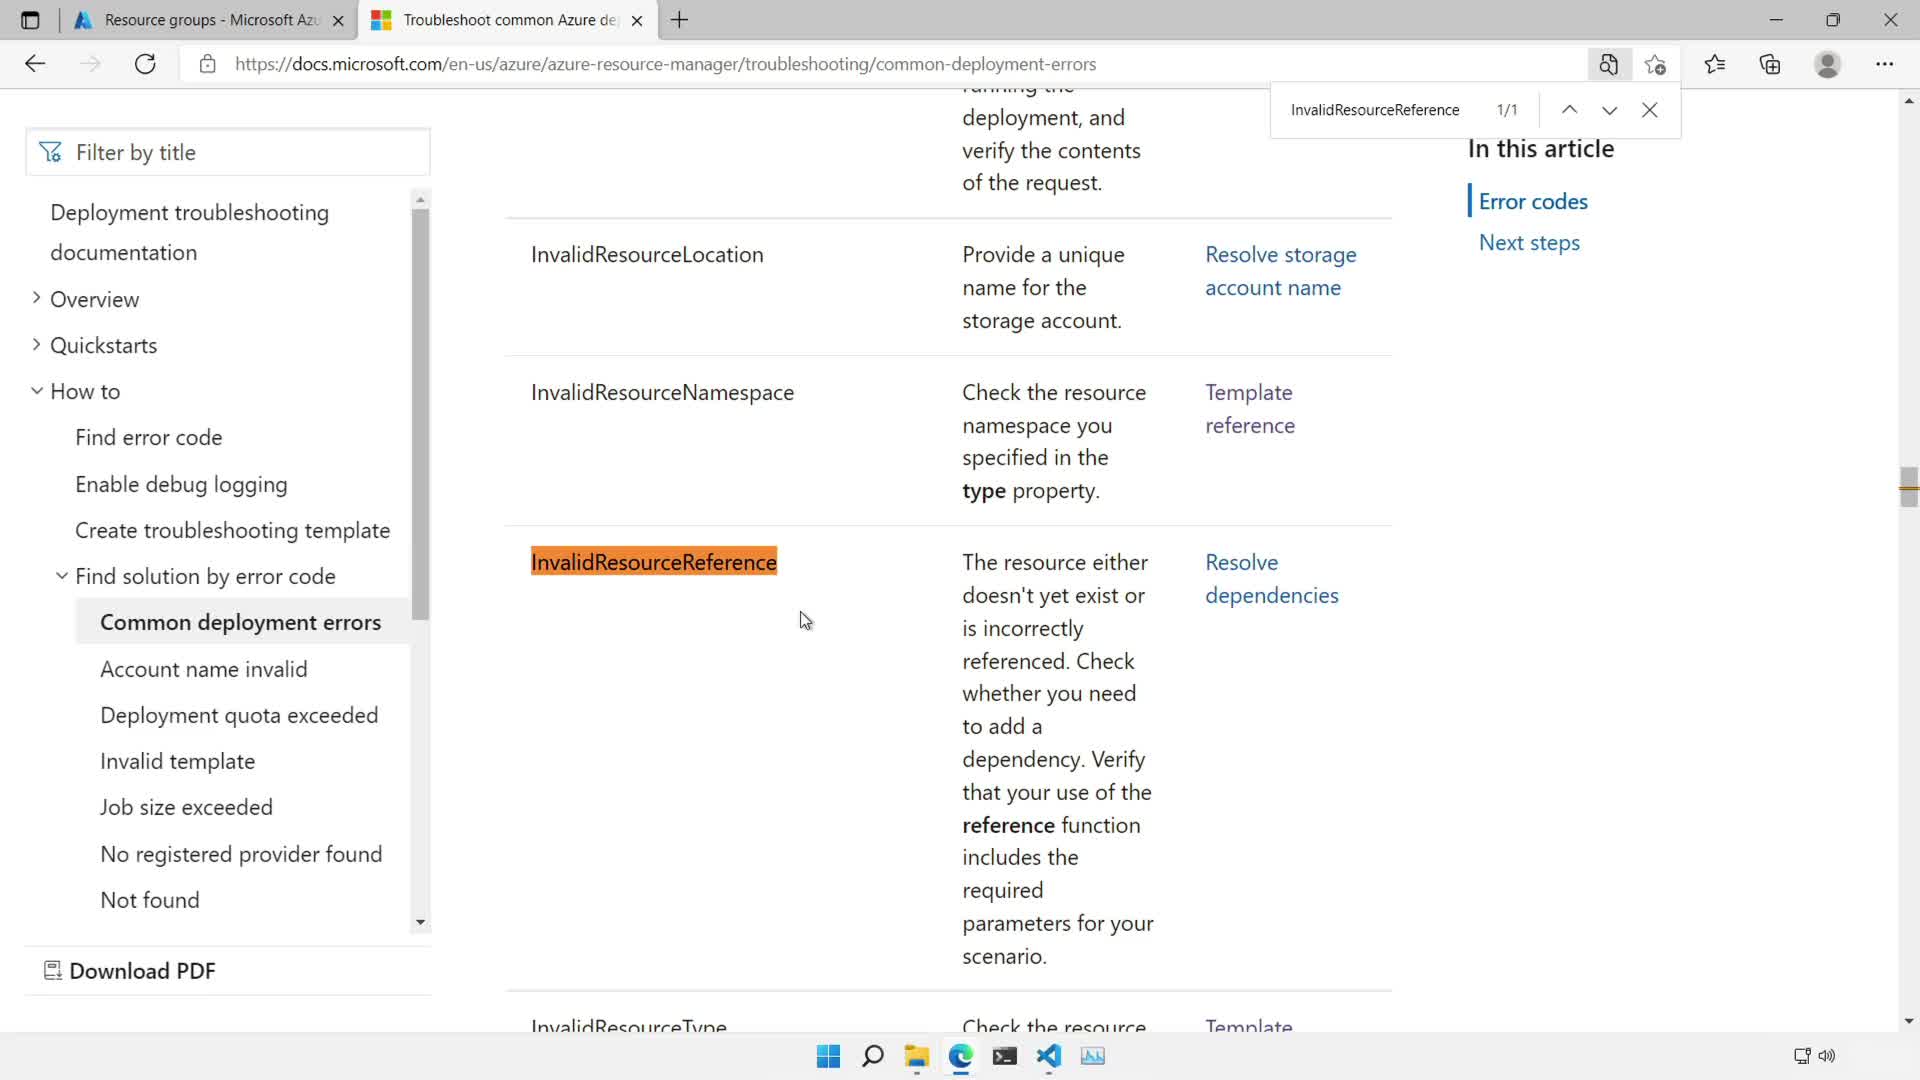 Resource groups - Microsoft Azu
Troubleshoot common Azure de
https://docs.microsoft.com/en-us/azure/azure-resource-manager/troubleshooting/common-deployment-errors
InvalidResourceReference 1/1
Filter by title
Deployment troubleshooting
documentation
Overview
Quickstarts
How to
Find error code
Enable debug logging
Create troubleshooting template
Find solution by error code
Common deployment errors
Account name invalid
Deployment quota exceeded
Invalid template
Job size exceeded
No registered provider found
Not found
Download PDF
running the
deployment, and
verify the contents
of the request.
InvalidResourceLocation
Provide a unique
name for the
storage account.
Resolve storage
account name
InvalidResourceNamespace
Check the resource
namespace you
specified in the
type property.
Template
reference
InvalidResourceReference
The resource either
doesn't yet exist or
is incorrectly
referenced. Check
whether you need
to add a
dependency. Verify
that your use of the
reference function
includes the
required
parameters for your
scenario.
Resolve
dependencies
InvalidResourceType
Check the resource
Template
In this article
Error codes
Next steps